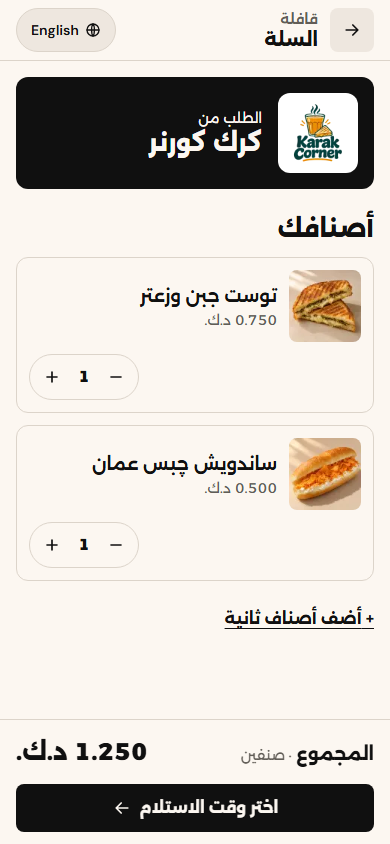 قافلة
السلة
English
Karak
Corner
الطلب من
كرك كورنر
أصنافك
توست جبن وزعتر
0.750 د.ك.
1
ساندويش چبس عمان
0.500 د.ك.
1
+ أضف أصناف ثانية
المجموع · صنفين
1.250 د.ك.
اختر وقت الاستلام ←